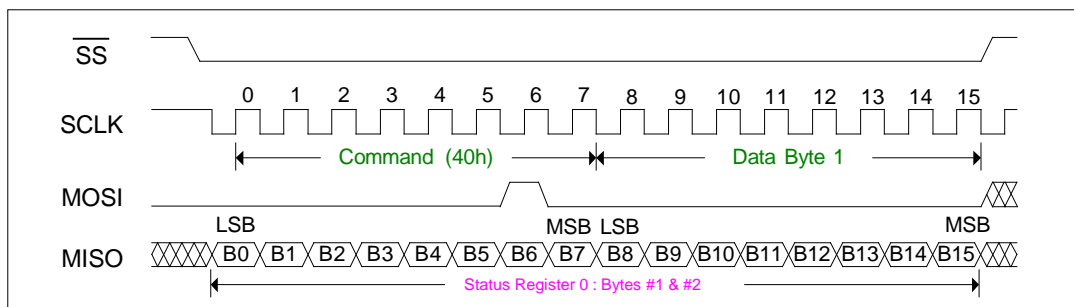 SS
0 1 2 3 4 5 6 7 8 9 10 11 12 13 14 15
SCLK
Command (40h) Data Byte 1
MOSI
LSB MSB LSB MSB
MISO B0 B1 B2 B3 B4 B5 B6 B7 B8 B9 B10 B11 B12 B13 B14 B15
Status Register 0 : Bytes #1 & #2